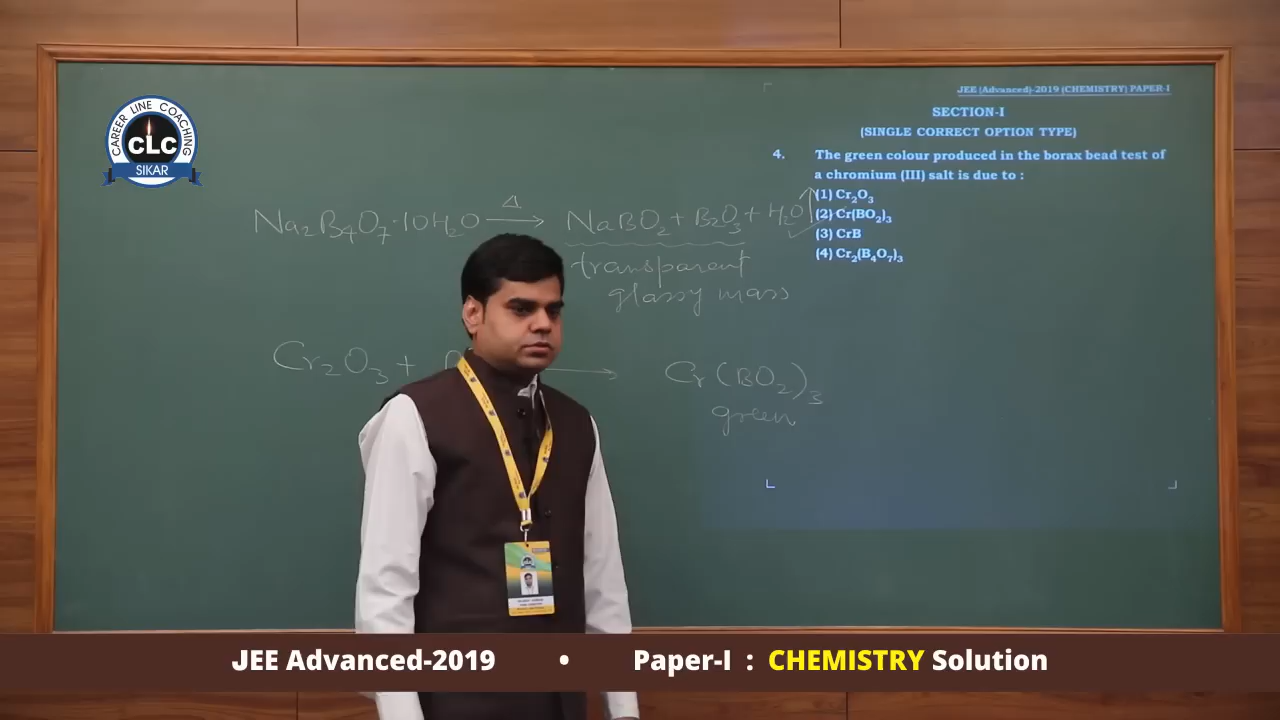 CAREER LINE COACHING
CLC
SIKAR
JEE (Advanced)-2019 (CHEMISTRY) PAPER-I
SECTION-I
(SINGLE CORRECT OPTION TYPE)
4. The green colour produced in the borax bead test of
a chromium (III) salt is due to :
(1) Cr₂O₃
(2) Cr(BO₂)₃
(3) CrB
(4) Cr₂(B₄O₇)₃
Na₂B₄O₇·10H₂O —Δ→ NaBO₂ + B₂O₃ + H₂O↑
transparent
glassy mass
Cr₂O₃ + → Cr(BO₂)₃
green
JEE Advanced-2019 • Paper-I : CHEMISTRY Solution